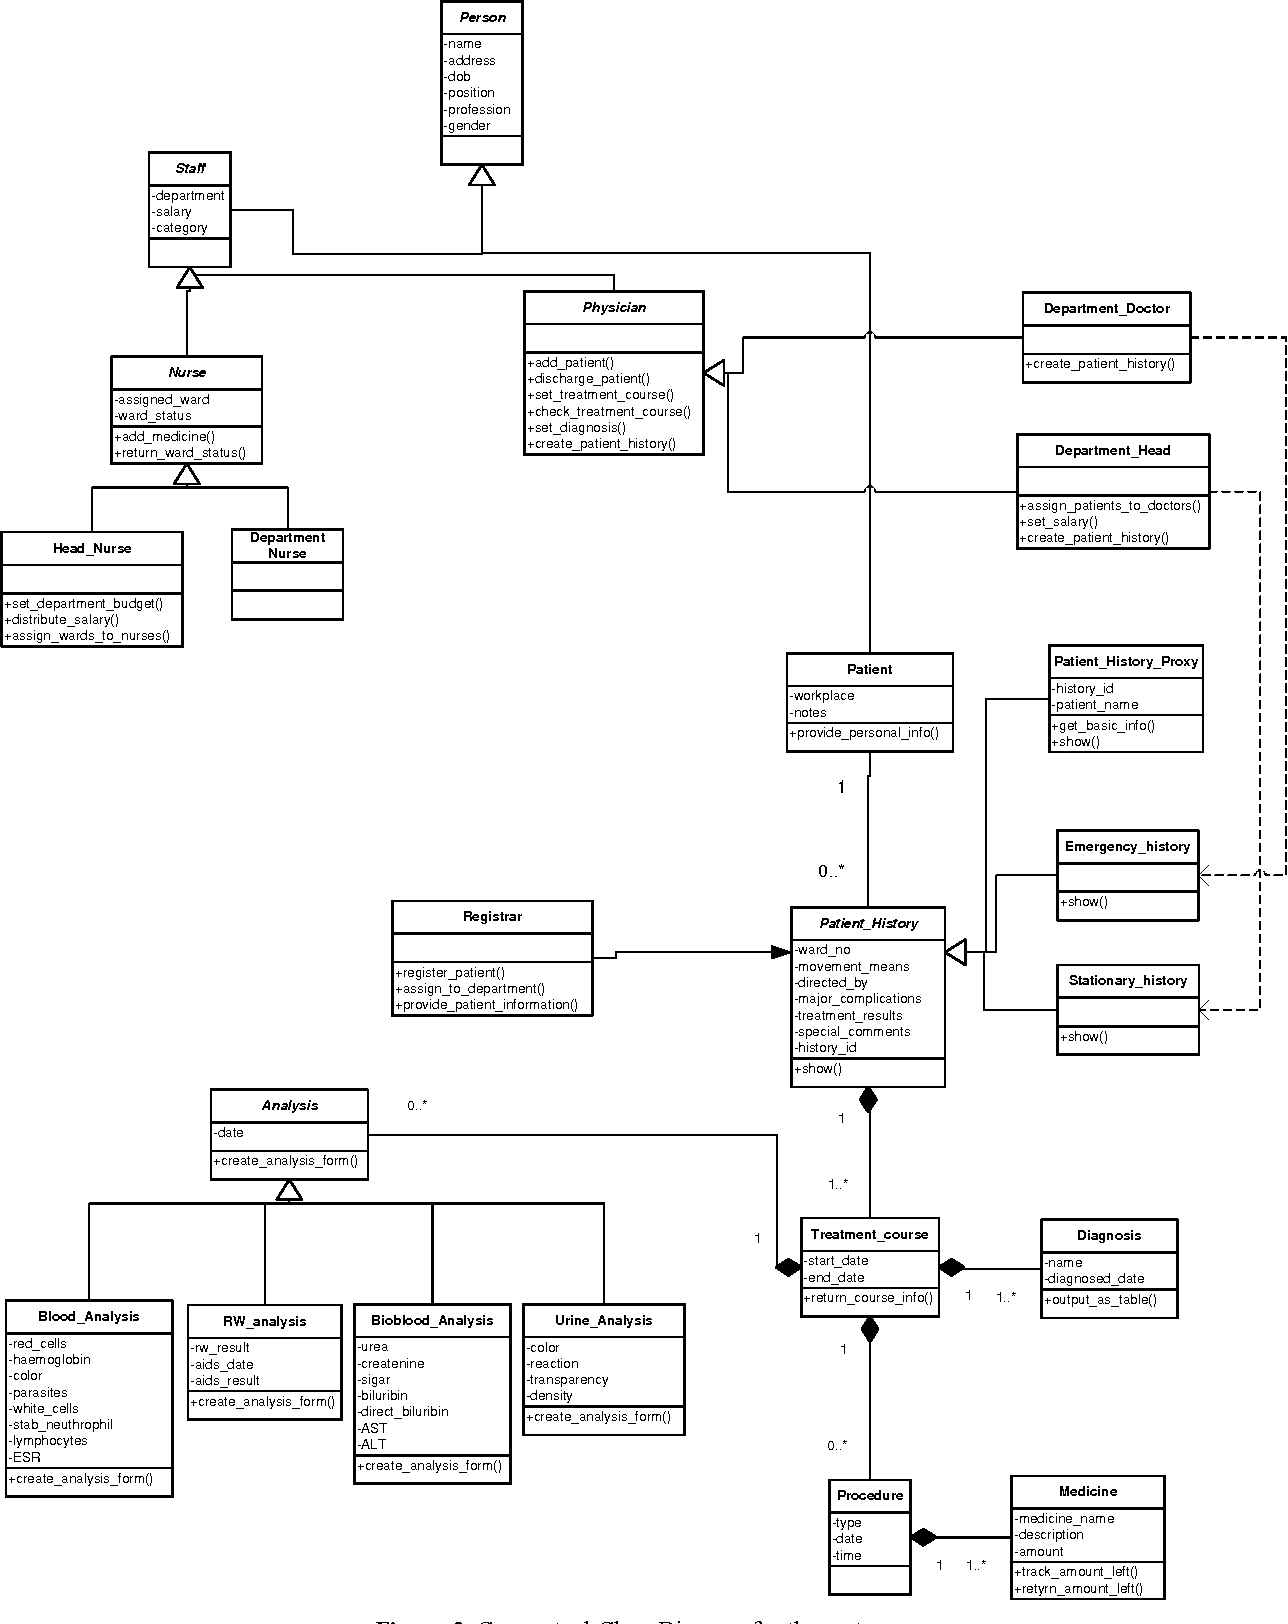 Person
-name
-address
-dob
-position
-profession
-gender
Staff
-department
-salary
-category
Physician
+add_patient()
+discharge_patient()
+set_treatment_course()
+check_treatment_course()
+set_diagnosis()
+create_patient_history()
Department_Doctor
+create_patient_history()
Nurse
-assigned_ward
-ward_status
+add_medicine()
+return_ward_status()
Department_Head
+assign_patients_to_doctors()
+set_salary()
+create_patient_history()
Head_Nurse
+set_department_budget()
+distribute_salary()
+assign_wards_to_nurses()
Department
Nurse
Patient
-workplace
-notes
+provide_personal_info()
Patient_History_Proxy
-history_id
-patient_name
+get_basic_info()
+show()
1
0..*
Emergency_history
+show()
Registrar
+register_patient()
+assign_to_department()
+provide_patient_information()
Patient_History
-ward_no
-movement_means
-directed_by
-major_complications
-treatment_results
-special_comments
-history_id
+show()
Stationary_history
+show()
Analysis
-date
+create_analysis_form()
0..*
1
1..*
1
Treatment_course
-start_date
-end_date
+return_course_info()
1
1..*
Diagnosis
-name
-diagnosed_date
+output_as_table()
Blood_Analysis
-red_cells
-haemoglobin
-color
-parasites
-white_cells
-stab_neuthrophil
-lymphocytes
-ESR
+create_analysis_form()
RW_analysis
-rw_result
-aids_date
-aids_result
+create_analysis_form()
Bioblood_Analysis
-urea
-createnine
-sigar
-biluribin
-direct_biluribin
-AST
-ALT
+create_analysis_form()
Urine_Analysis
-color
-reaction
-transparency
-density
+create_analysis_form()
1
0..*
Procedure
-type
-date
-time
1
1..*
Medicine
-medicine_name
-description
-amount
+track_amount_left()
+retyrn_amount_left()